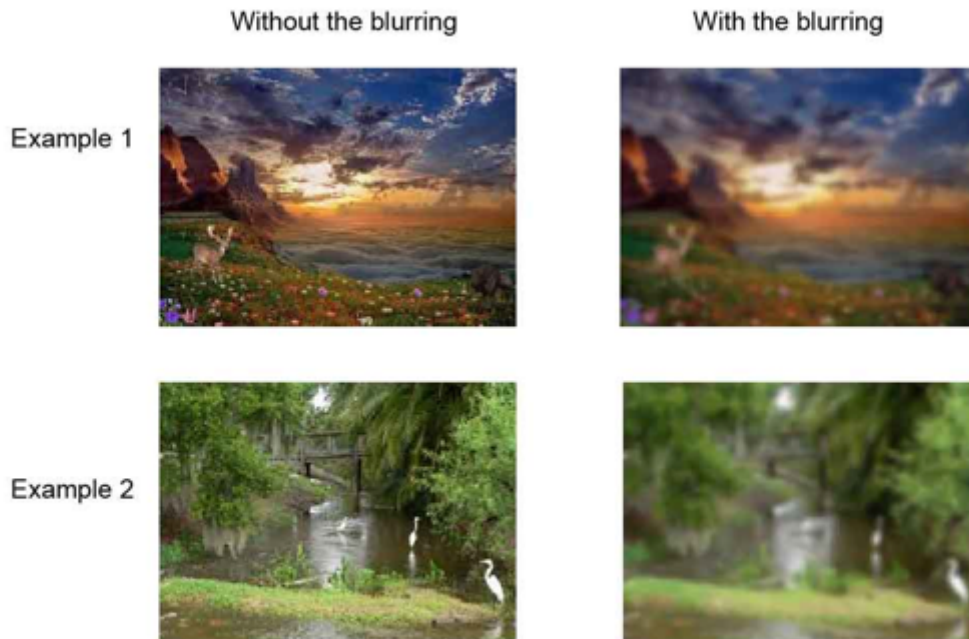 Without the blurring
With the blurring
Example 1
Example 2